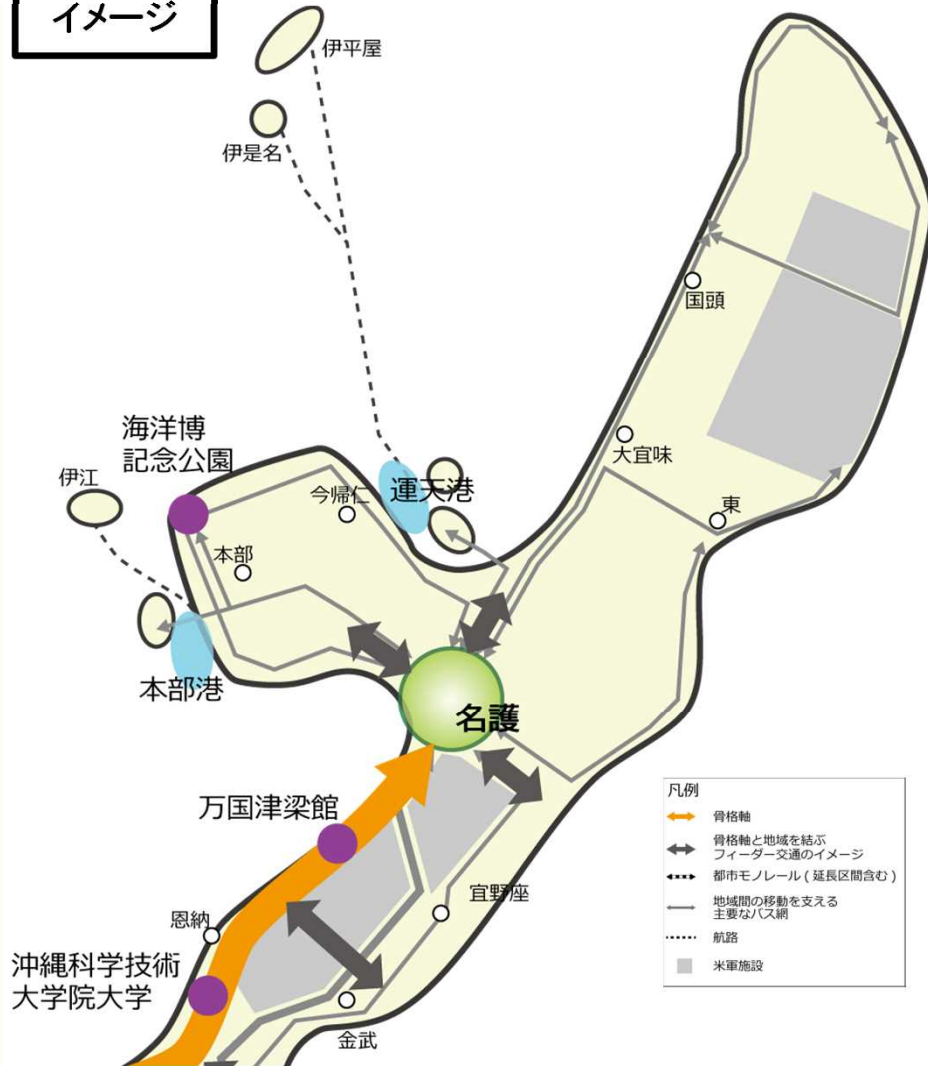 イメージ
伊平屋
伊是名
国頭
海洋博
記念公園
大宜味
伊江
今帰仁
運天港
東
本部
本部港
名護
万国津梁館
宜野座
恩納
沖縄科学技術
大学院大学
金武
凡例
骨格軸
骨格軸と地域を結ぶ
フィーダー交通のイメージ
都市モノレール ( 延長区間含む )
地域間の移動を支える
主要なバス網
航路
米軍施設